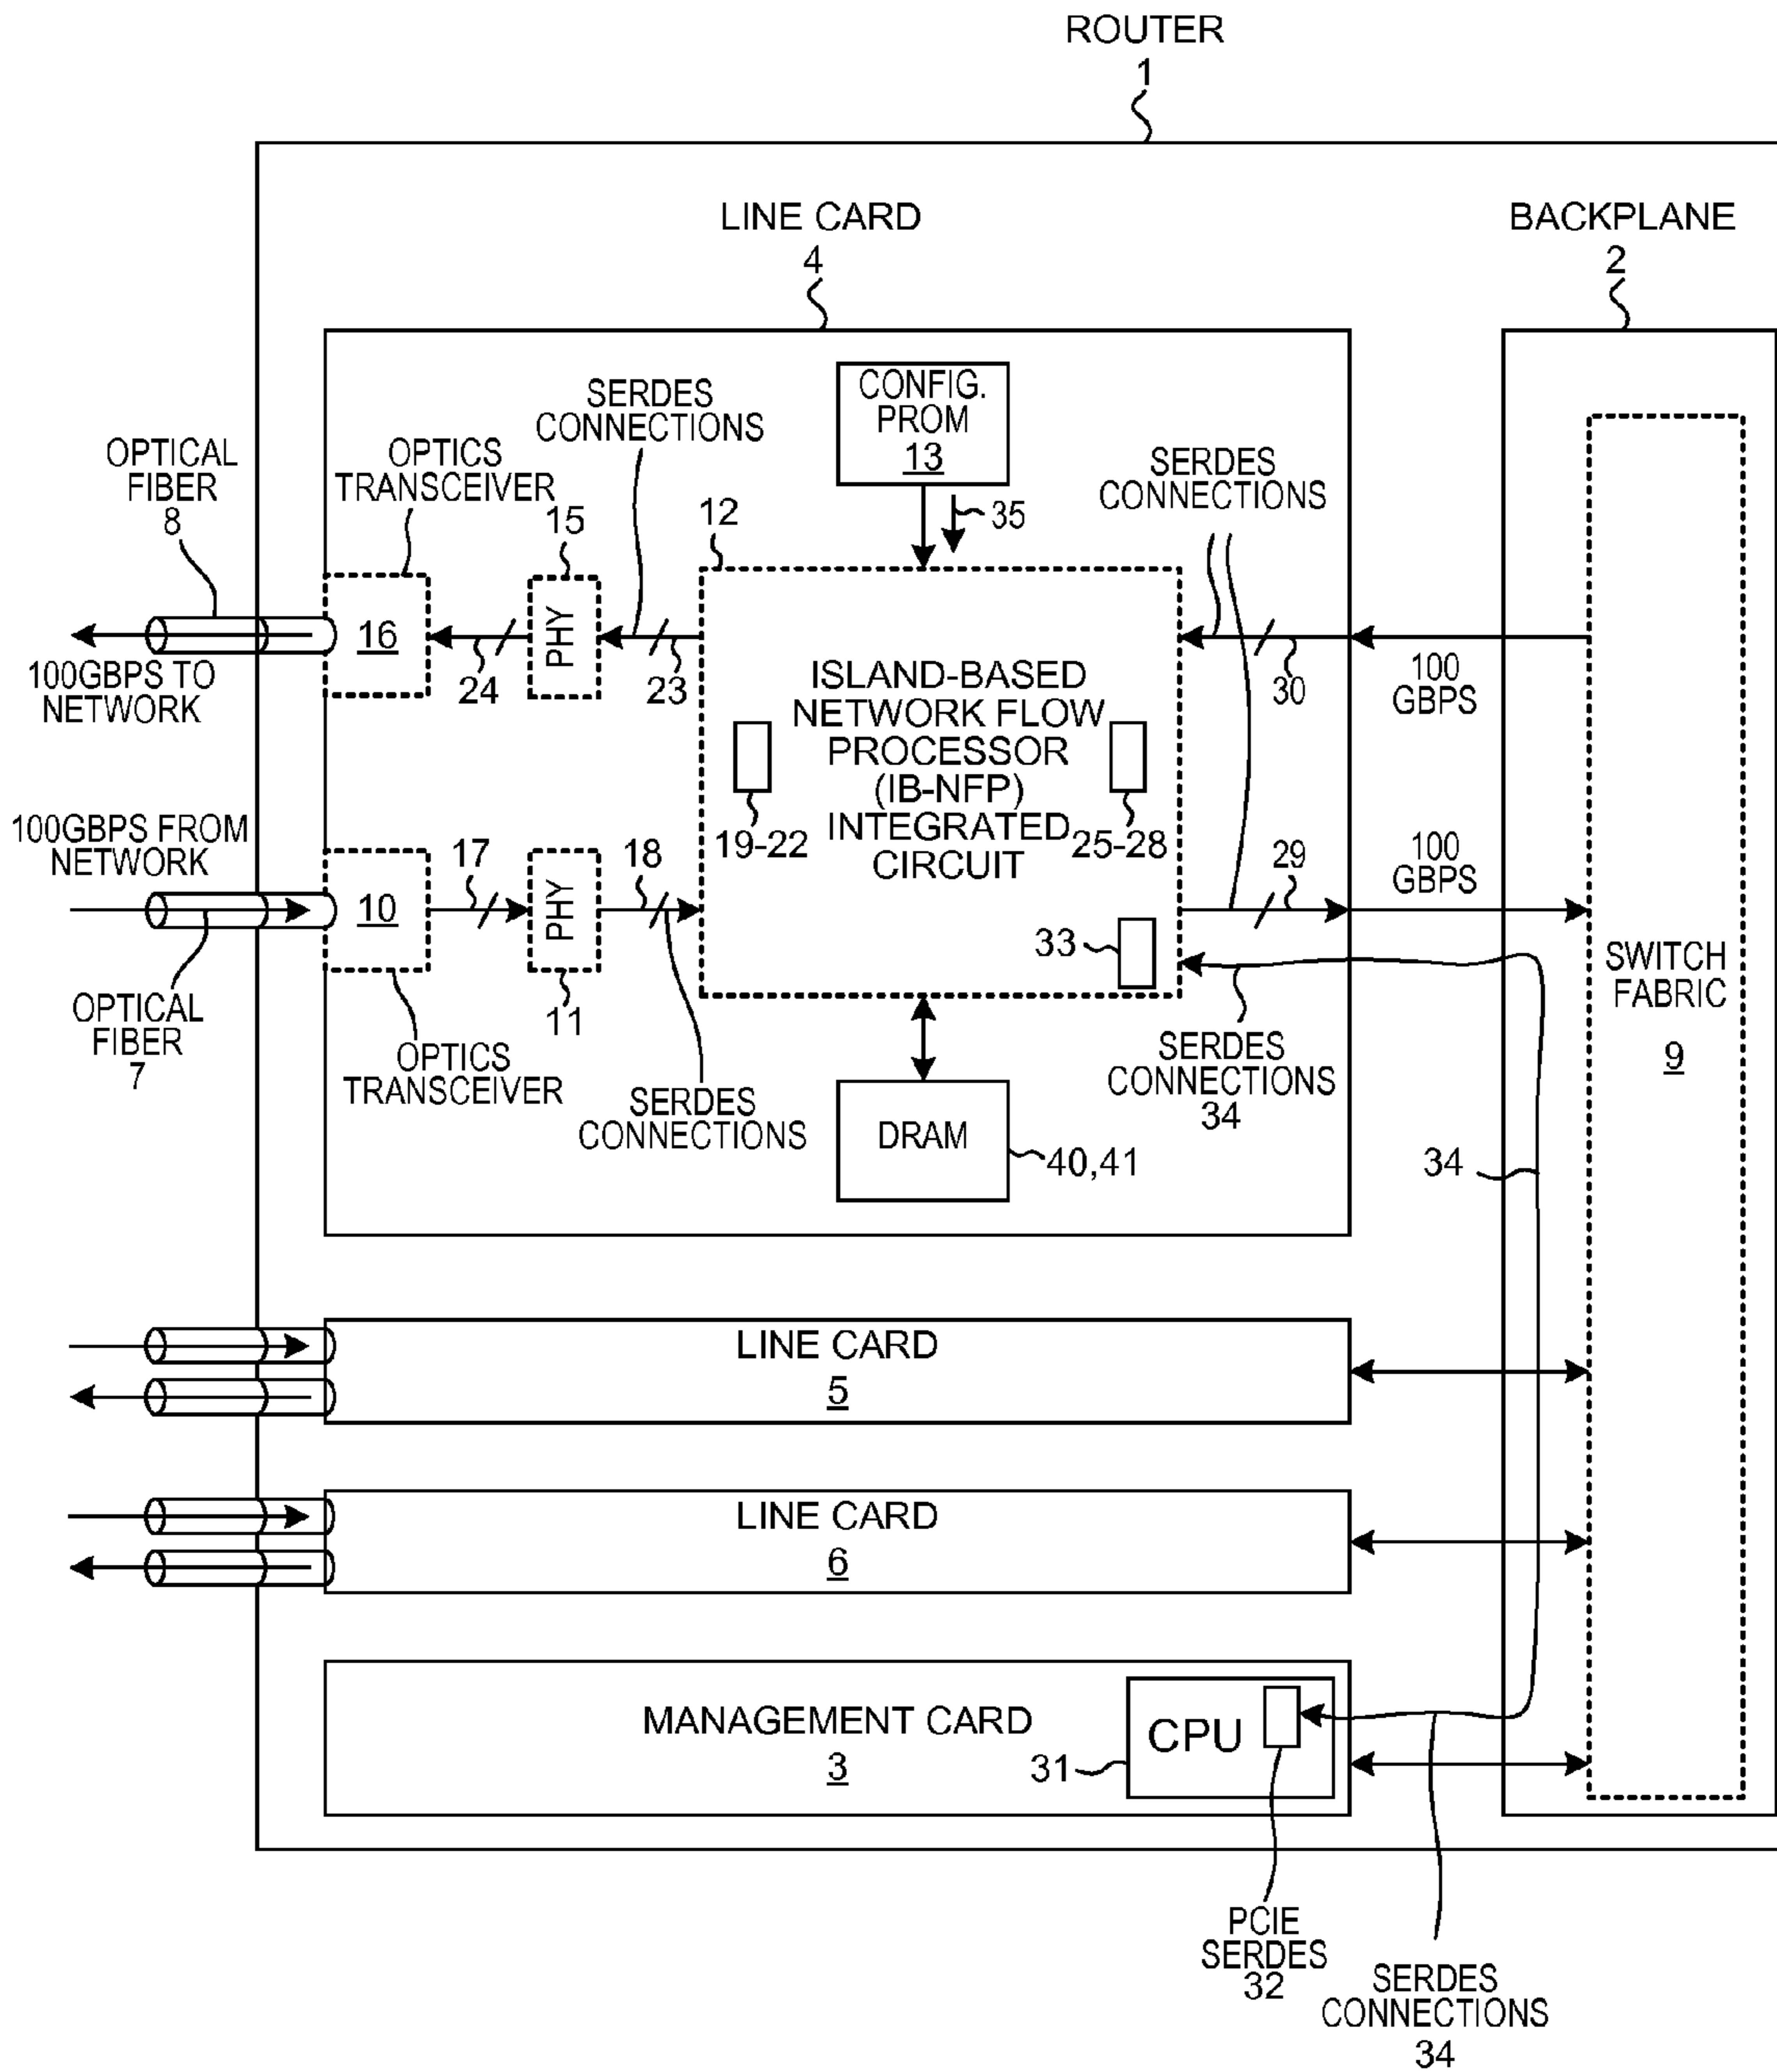 ROUTER
1
LINE CARD
4
BACKPLANE
2
CONFIG.
PROM
13
35
SERDES
CONNECTIONS
OPTICS
TRANSCEIVER
OPTICAL
FIBER
8
15
12
SERDES
CONNECTIONS
16
PHY
24
23
30
100
GBPS
100GBPS TO
NETWORK
ISLAND-BASED
NETWORK FLOW
PROCESSOR
(IB-NFP)
INTEGRATED
CIRCUIT
19-22
25-28
100GBPS FROM
NETWORK
17
18
29
100
GBPS
10
PHY
33
11
OPTICAL
FIBER
7
OPTICS
TRANSCEIVER
SERDES
CONNECTIONS
SERDES
CONNECTIONS
34
SWITCH
FABRIC
9
DRAM
40,41
34
LINE CARD
5
LINE CARD
6
MANAGEMENT CARD
3
31
CPU
PCIE
SERDES
32
SERDES
CONNECTIONS
34